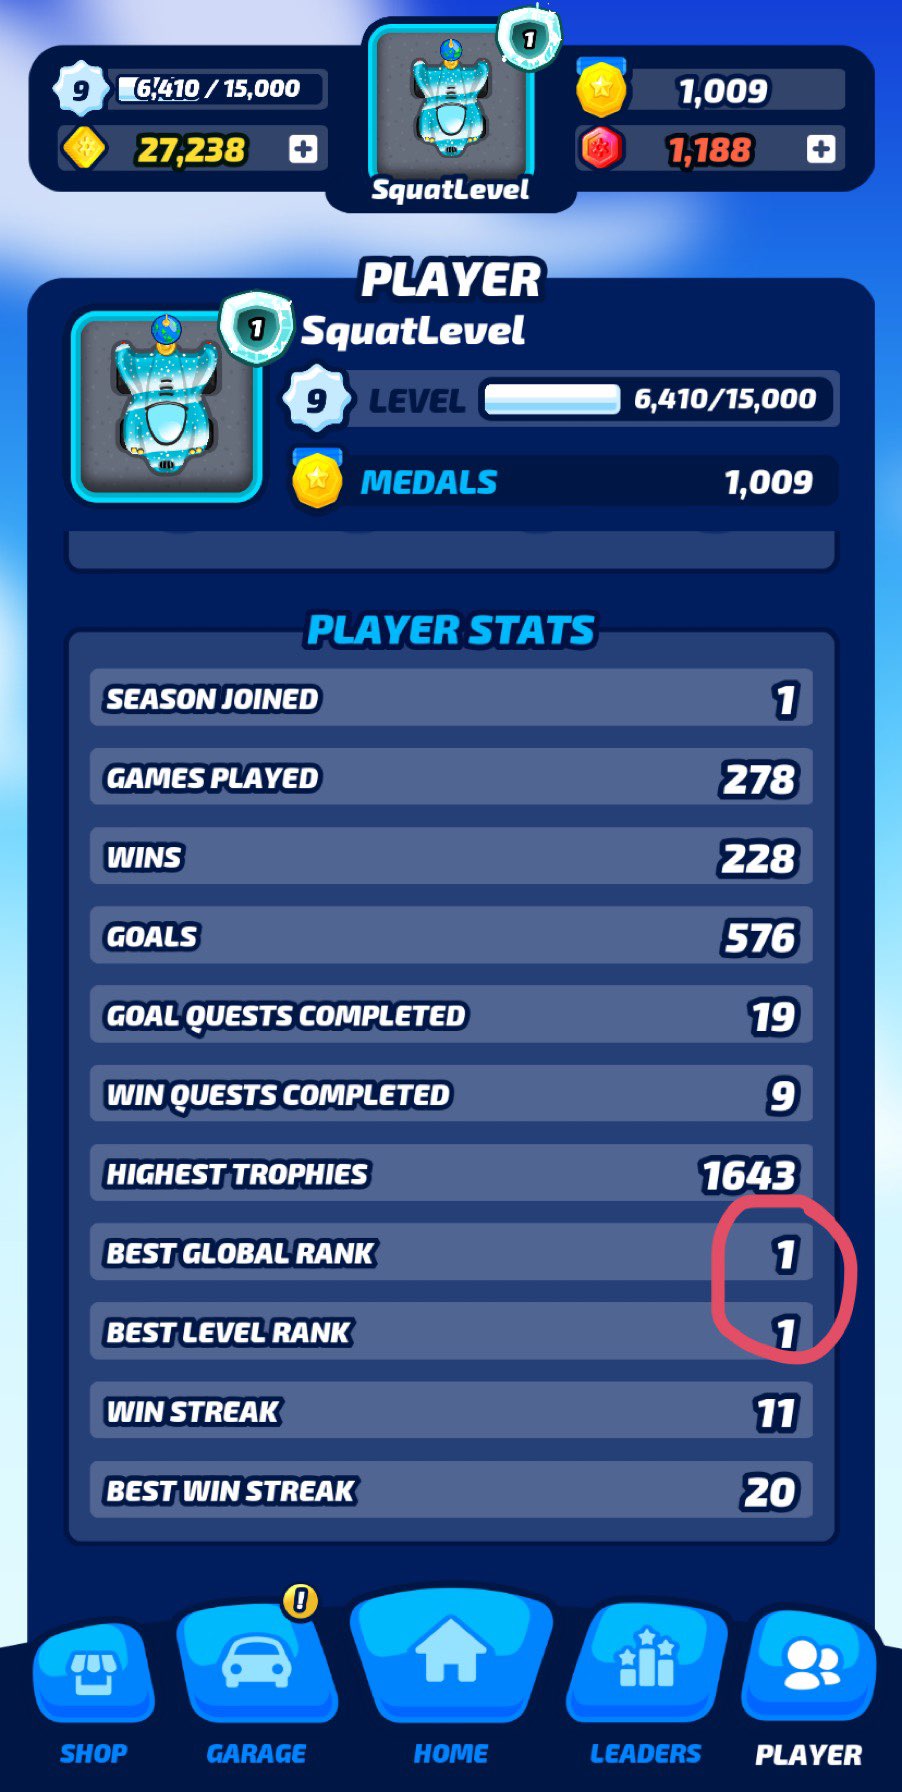 1
9 6,410 / 15,000 1,009
27,238 + 1,188 +
SquatLevel
PLAYER
1 SquatLevel
9 LEVEL 6,410/15,000
MEDALS 1,009
PLAYER STATS
SEASON JOINED 1
GAMES PLAYED 278
WINS 228
GOALS 576
GOAL QUESTS COMPLETED 19
WIN QUESTS COMPLETED 9
HIGHEST TROPHIES 1643
BEST GLOBAL RANK 1
BEST LEVEL RANK 1
WIN STREAK 11
BEST WIN STREAK 20
!
SHOP GARAGE HOME LEADERS PLAYER